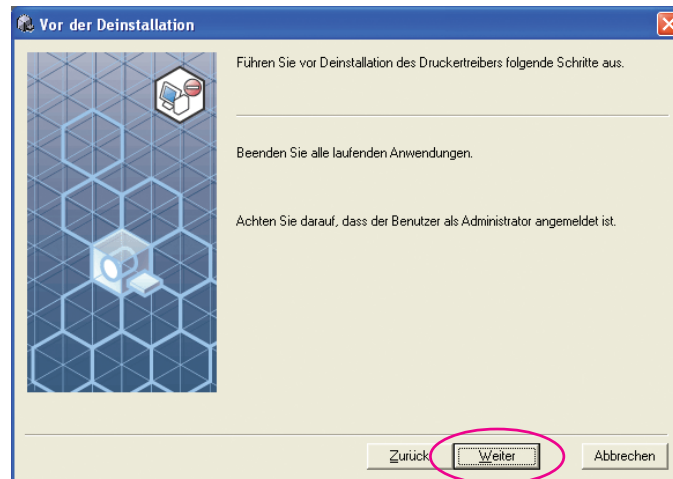 Vor der Deinstallation
Führen Sie vor Deinstallation des Druckertreibers folgende Schritte aus.
Beenden Sie alle laufenden Anwendungen.
Achten Sie darauf, dass der Benutzer als Administrator angemeldet ist.
Zurück Weiter Abbrechen